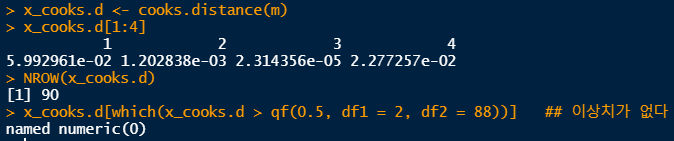 > x_cooks.d <- cooks.distance(m)
> x_cooks.d[1:4]
1 2 3 4
5.992961e-02 1.202838e-03 2.314356e-05 2.277257e-02
> NROW(x_cooks.d)
[1] 90
> x_cooks.d[which(x_cooks.d > qf(0.5, df1 = 2, df2 = 88))] ## 이상치가 없다
named numeric(0)